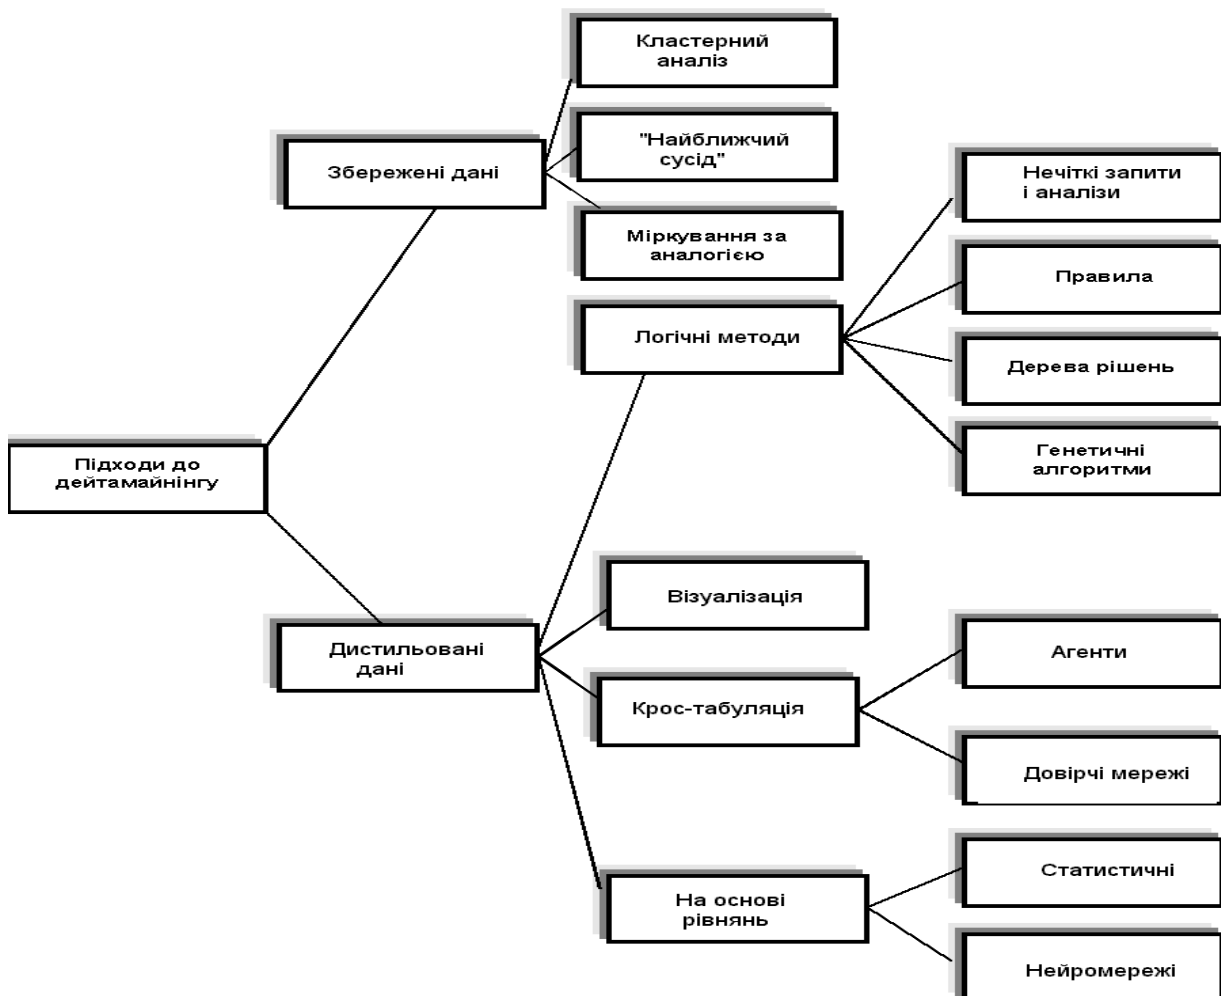 Кластерний
аналіз
"Найближчий
сусід"
Збережені дані
Міркування за
аналогією
Нечіткі запити
і аналізи
Правила
Логічні методи
Дерева рішень
Генетичні
алгоритми
Підходи до
дейтамайнінгу
Візуалізація
Дистильовані
дані
Агенти
Крос-табуляція
Довірчі мережі
Статистичні
На основі
рівнянь
Нейромережі